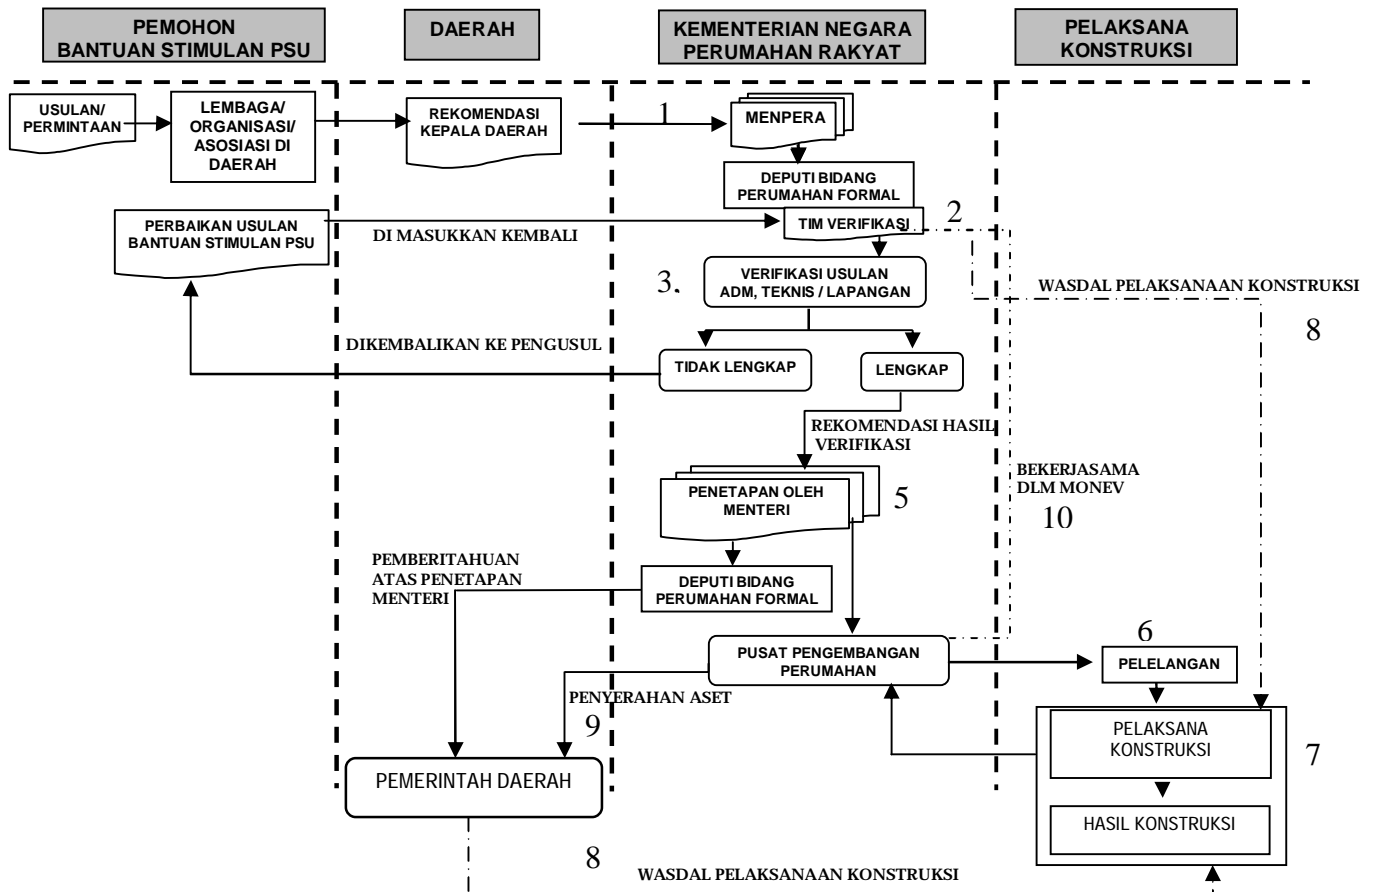 PEMOHON
BANTUAN STIMULAN PSU
DAERAH
KEMENTERIAN NEGARA
PERUMAHAN RAKYAT
PELAKSANA
KONSTRUKSI
USULAN/
PERMINTAAN
LEMBAGA/
ORGANISASI/
ASOSIASI DI
DAERAH
REKOMENDASI
KEPALA DAERAH
1
MENPERA
DEPUTI BIDANG
PERUMAHAN FORMAL
TIM VERIFIKASI
2
PERBAIKAN USULAN
BANTUAN STIMULAN PSU
DI MASUKKAN KEMBALI
3.
VERIFIKASI USULAN
ADM, TEKNIS / LAPANGAN
WASDAL PELAKSANAAN KONSTRUKSI
8
DIKEMBALIKAN KE PENGUSUL
TIDAK LENGKAP
LENGKAP
REKOMENDASI HASIL
VERIFIKASI
PENETAPAN OLEH
MENTERI
5
BEKERJASAMA
DLM MONEV
10
PEMBERITAHUAN
ATAS PENETAPAN
MENTERI
DEPUTI BIDANG
PERUMAHAN FORMAL
PUSAT PENGEMBANGAN
PERUMAHAN
6
PELELANGAN
PENYERAHAN ASET
9
PELAKSANA
KONSTRUKSI
7
PEMERINTAH DAERAH
HASIL KONSTRUKSI
8
WASDAL PELAKSANAAN KONSTRUKSI